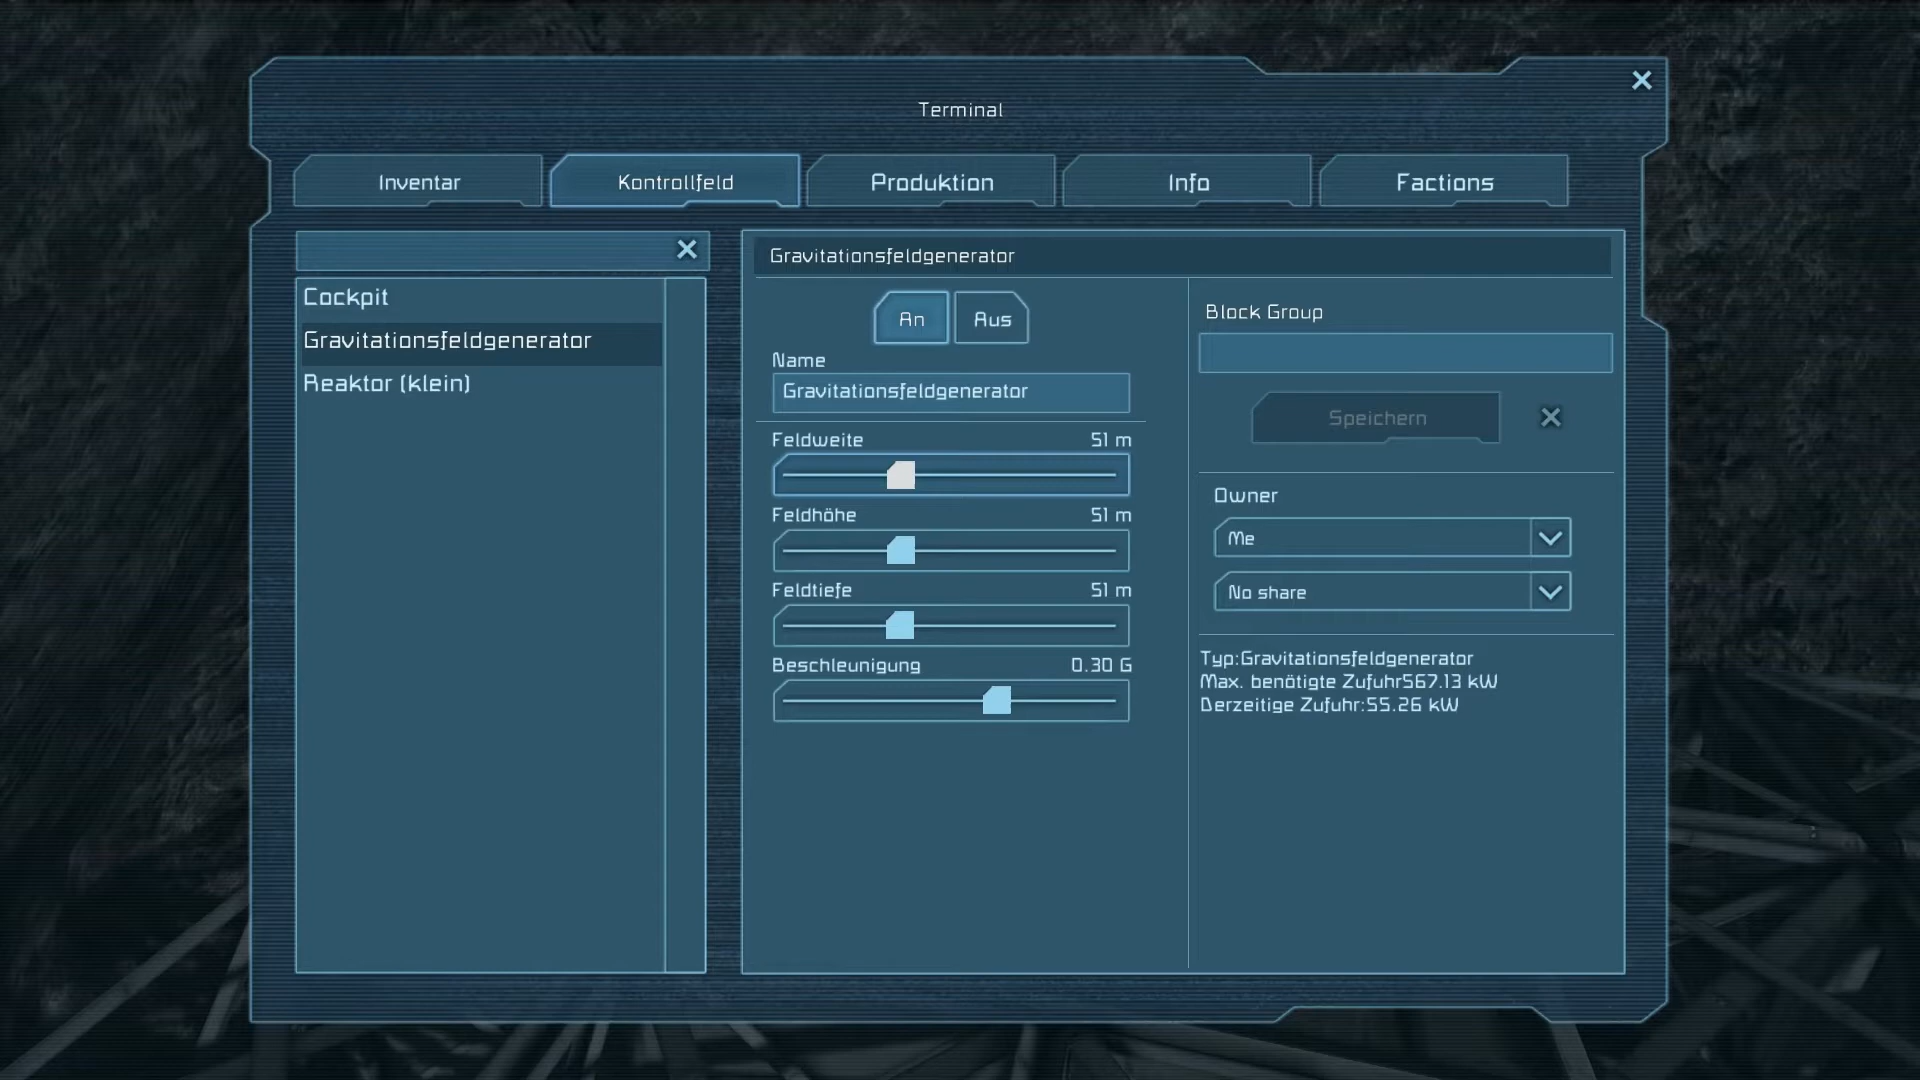 Terminal
Inventar
Kontrollfeld
Produktion
Info
Factions
Cockpit
Gravitationsfeldgenerator
Reaktor (klein)
Gravitationsfeldgenerator
An
Aus
Name
Gravitationsfeldgenerator
Feldweite 51 m
Feldhöhe 51 m
Feldtiefe 51 m
Beschleunigung 0.30 G
Block Group
Speichern
Owner
Me
No share
Typ:Gravitationsfeldgenerator
Max. benötigte Zufuhr567.13 kW
Derzeitige Zufuhr:55.26 kW